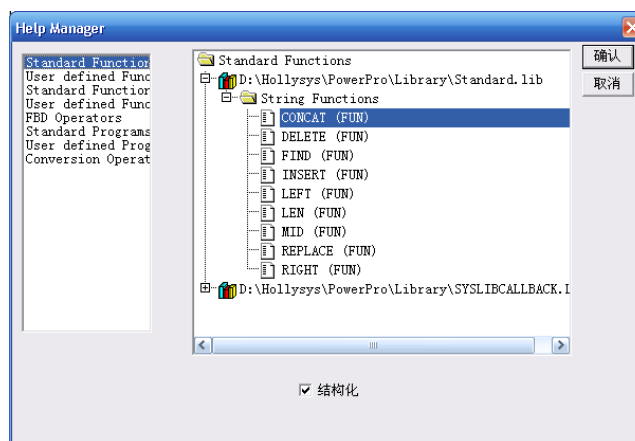 Help Manager
Standard Function
User defined Func
Standard Function
User defined Func
FBD Operators
Standard Programs
User defined Prog
Conversion Operat
Standard Functions
D:\Hollysys\PowerPro\Library\Standard.lib
String Functions
CONCAT (FUN)
DELETE (FUN)
FIND (FUN)
INSERT (FUN)
LEFT (FUN)
LEN (FUN)
MID (FUN)
REPLACE (FUN)
RIGHT (FUN)
D:\Hollysys\PowerPro\Library\SYSLIBCALLBACK.L
确认
取消
结构化